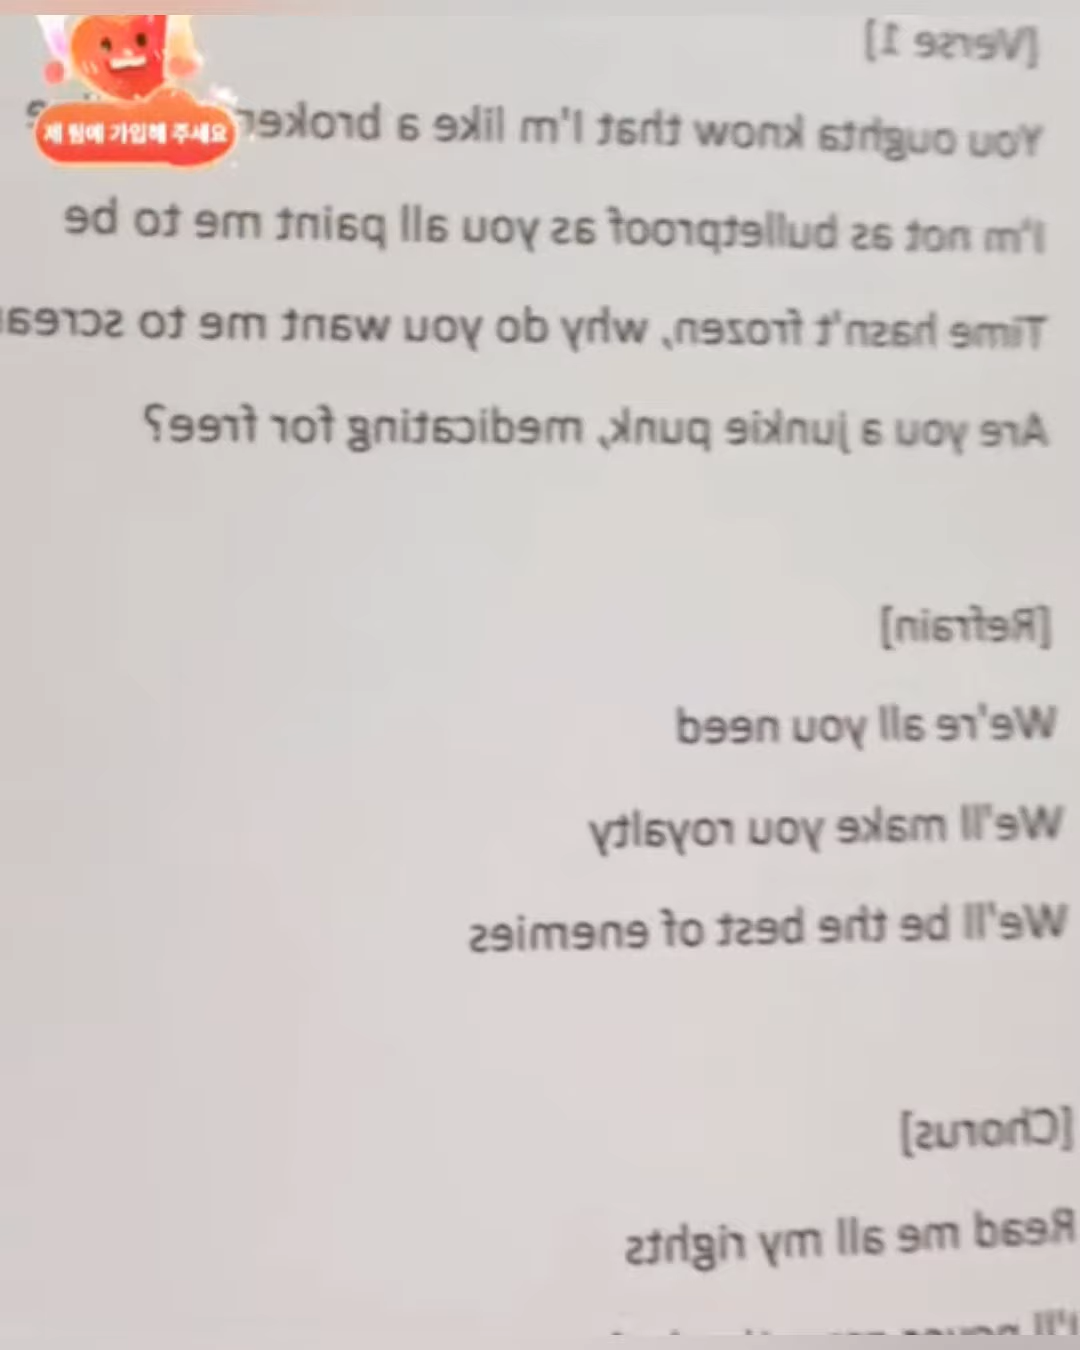 [Verse 1]
You oughta know that I'm like a broken
I'm not as bulletproof as you all paint me to be
Time hasn't frozen, why do you want me to
Are you a junkie punk, medicating for free?
[Refrain]
We're all you need
We'll make you royalty
We'll be the best of enemies
[Chorus]
Read me all my rights
I'll never
제 팀에 가입해 주세요